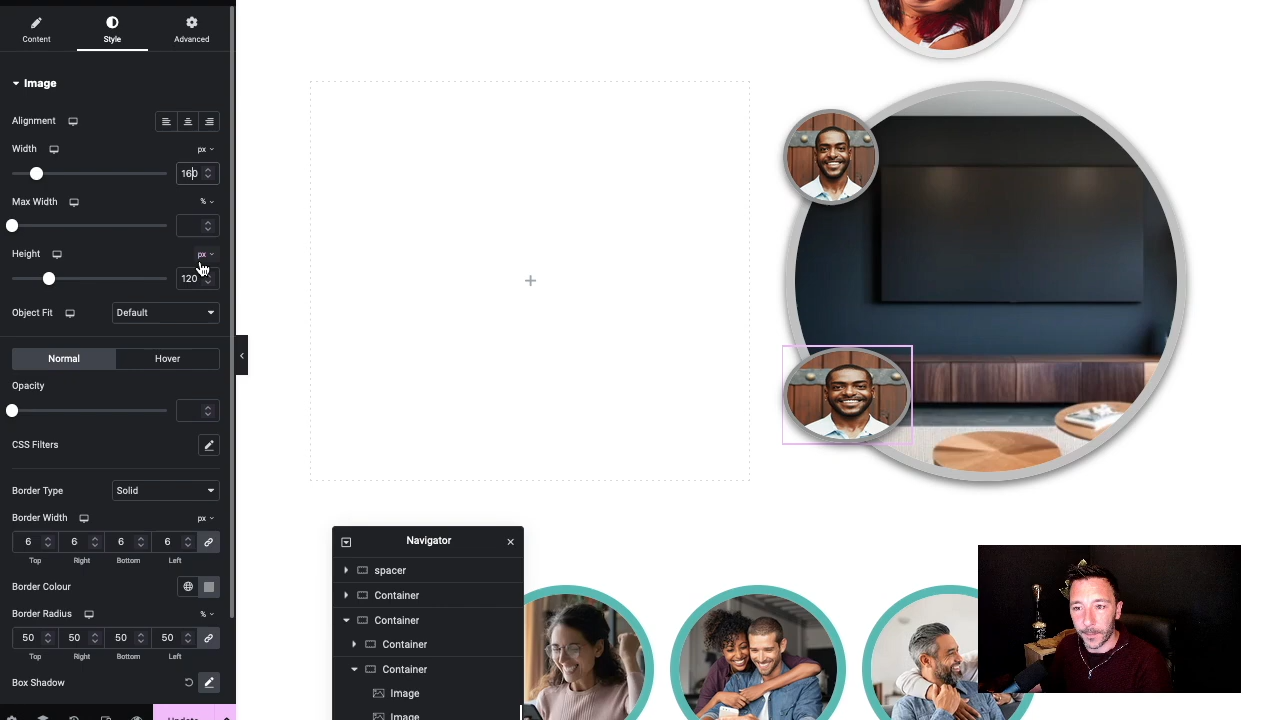 Content
Style
Advanced
Image
Alignment
Width
px
160
Max Width
%
Height
px
120
Object Fit
Default
Normal
Hover
Opacity
CSS Filters
Border Type
Solid
Border Width
px
6
6
6
6
Top
Right
Bottom
Left
Border Colour
Border Radius
%
50
50
50
50
Top
Right
Bottom
Left
Box Shadow
Update
Navigator
spacer
Container
Container
Container
Container
Image
Image